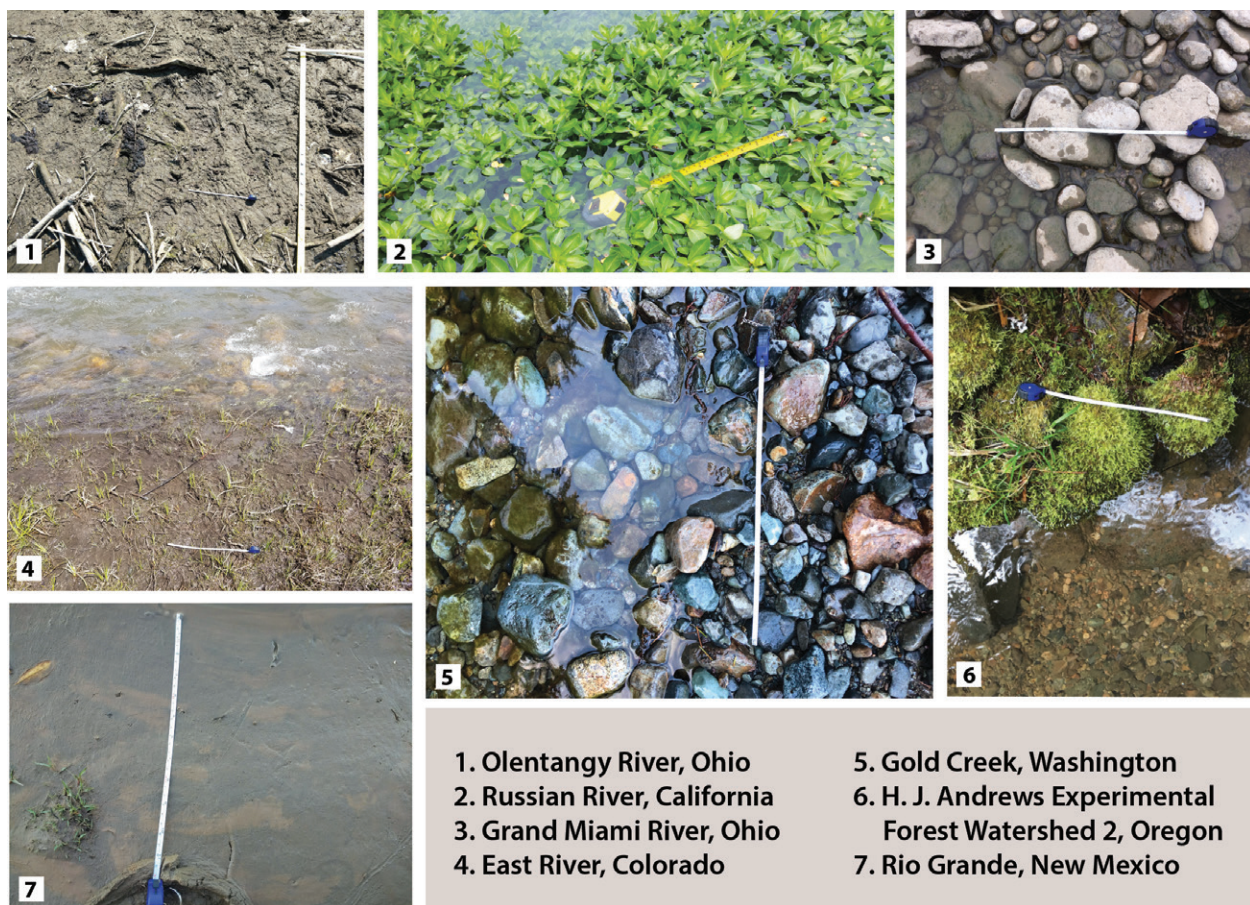 1
2
3
4
5
6
7
1. Olentangy River, Ohio
2. Russian River, California
3. Grand Miami River, Ohio
4. East River, Colorado
5. Gold Creek, Washington
6. H. J. Andrews Experimental
Forest Watershed 2, Oregon
7. Rio Grande, New Mexico